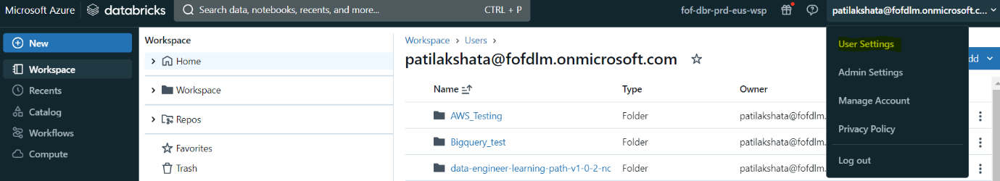 Microsoft Azure databricks Search data, notebooks, recents, and more... CTRL + P fof-dbr-prd-eus-wsp patilakshata@fofdlm.onmicrosoft.c...
New
Workspace
Recents
Catalog
Workflows
Compute
Workspace
Home
Workspace
Repos
Favorites
Trash
Workspace > Users >
patilakshata@fofdlm.onmicrosoft.com
Name Type Owner
AWS_Testing Folder patilakshata@fofdlm
Bigquery_test Folder patilakshata@fofdlm
data-engineer-learning-path-v1-0-2-nc Folder patilakshata@fofdlm
User Settings
Admin Settings
Manage Account
Privacy Policy
Log out
dd